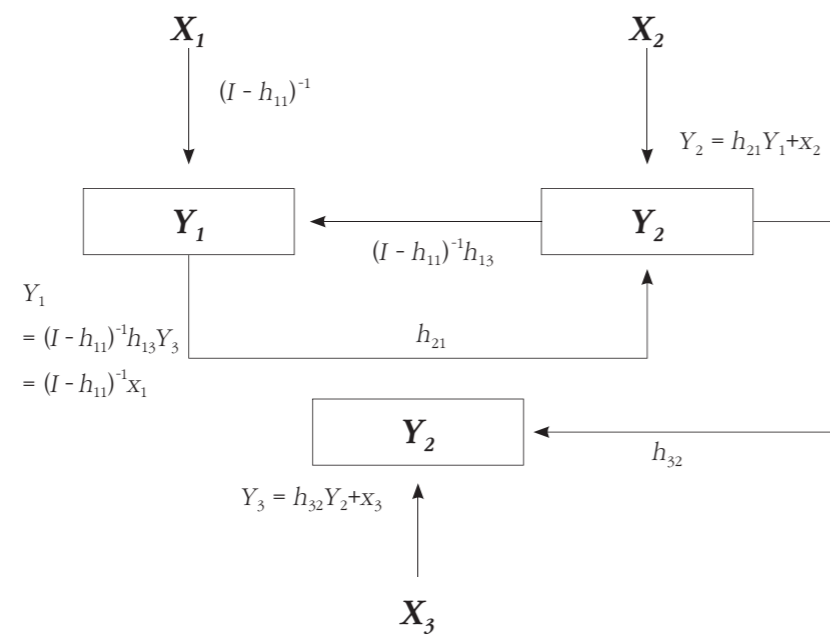 X₁
X₂
(I - h₁₁)⁻¹
Y₂ = h₂₁Y₁+x₂
Y₁
Y₂
(I - h₁₁)⁻¹h₁₃
Y₁
= (I - h₁₁)⁻¹h₁₃Y₃
= (I - h₁₁)⁻¹x₁
h₂₁
Y₂
h₃₂
Y₃ = h₃₂Y₂+x₃
X₃